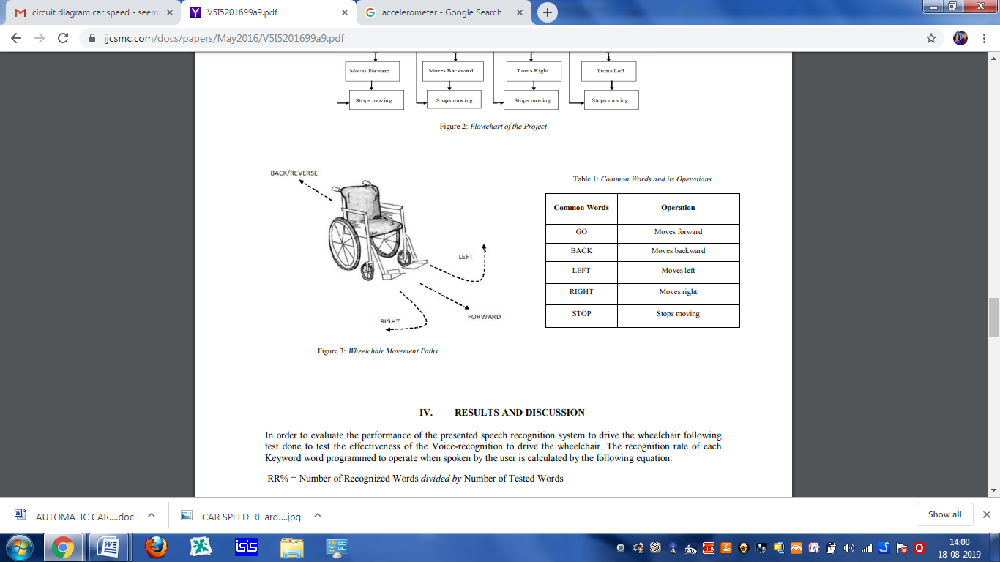 circuit diagram car speed - seem
V5I5201699a9.pdf
accelerometer - Google Search
ijcsmc.com/docs/papers/May2016/V5I5201699a9.pdf
Moves Forward
Moves Backward
Turns Right
Turns Left
Stops moving
Stops moving
Stops moving
Stops moving
Figure 2: Flowchart of the Project
BACK/REVERSE
LEFT
FORWARD
RIGHT
Figure 3: Wheelchair Movement Paths
Table 1: Common Words and its Operations
Common Words Operation
GO Moves forward
BACK Moves backward
LEFT Moves left
RIGHT Moves right
STOP Stops moving
IV. RESULTS AND DISCUSSION
In order to evaluate the performance of the presented speech recognition system to drive the wheelchair following
test done to test the effectiveness of the Voice-recognition to drive the wheelchair. The recognition rate of each
Keyword word programmed to operate when spoken by the user is calculated by the following equation:
RR% = Number of Recognized Words divided by Number of Tested Words
AUTOMATIC CAR....doc
CAR SPEED RF ard....jpg
Show all
isis
14:00
18-08-2019